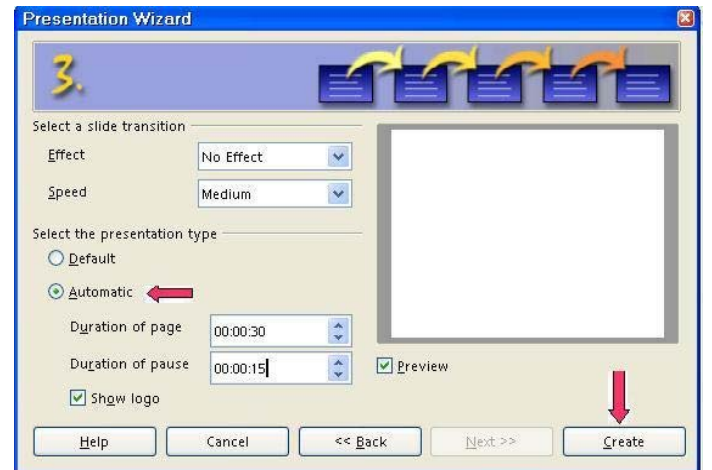 Presentation Wizard
3.
Select a slide transition
Effect No Effect
Speed Medium
Select the presentation type
Default
Automatic
Duration of page 00:00:30
Duration of pause 00:00:15
Preview
Show logo
Help Cancel << Back Next >> Create